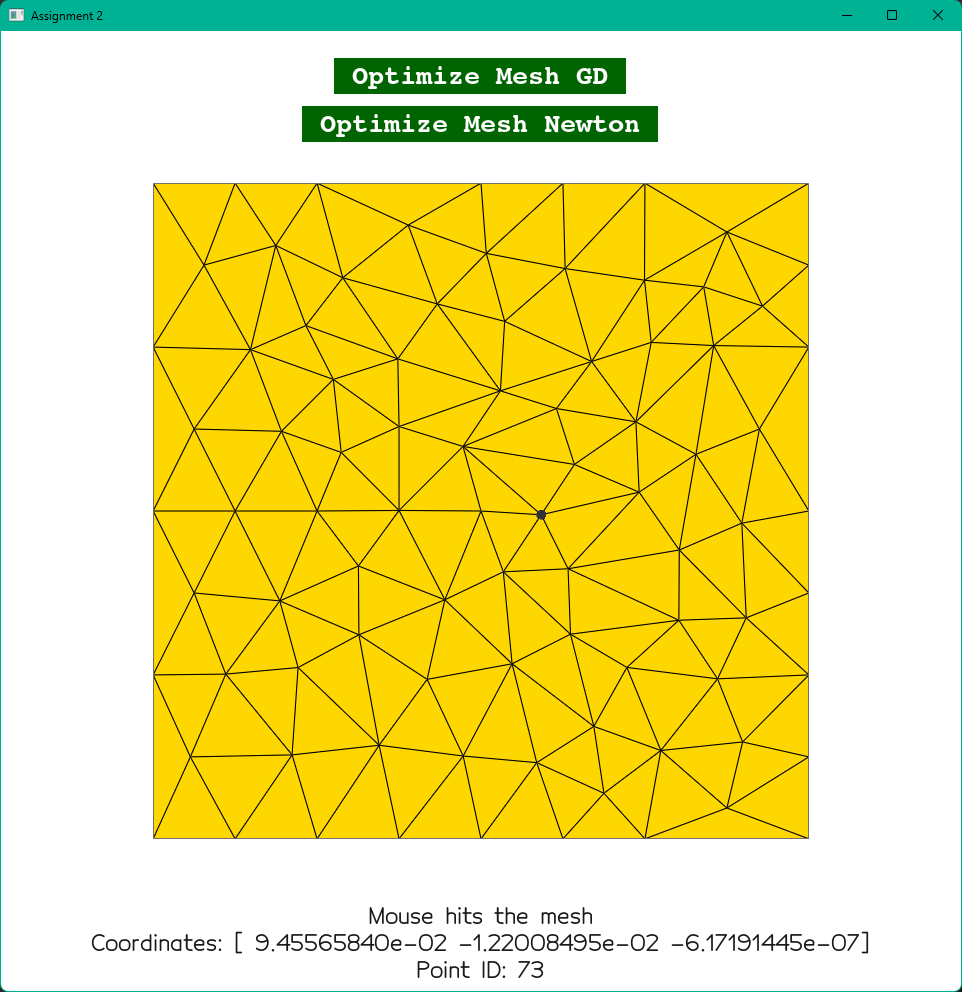 Assignment 2
Optimize Mesh GD
Optimize Mesh Newton
Mouse hits the mesh
Coordinates: [ 9.45565840e-02 -1.22008495e-02 -6.17191445e-07]
Point ID: 73